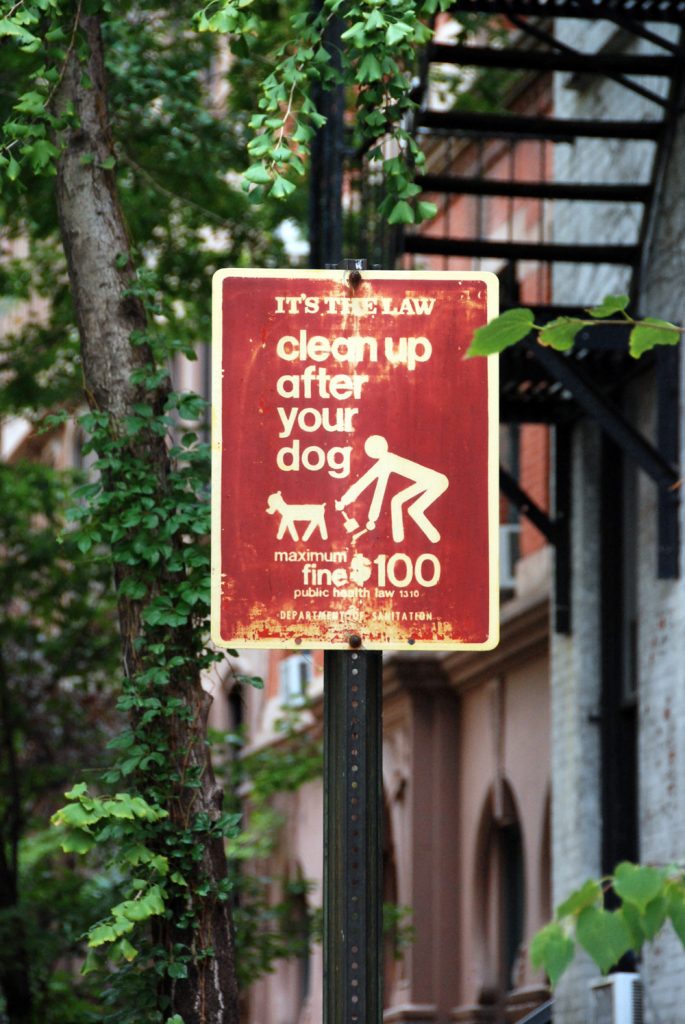 IT'S THE LAW
clean up
after
your
dog
maximum
fine $100
public health law 1310
DEPARTMENT OF SANITATION